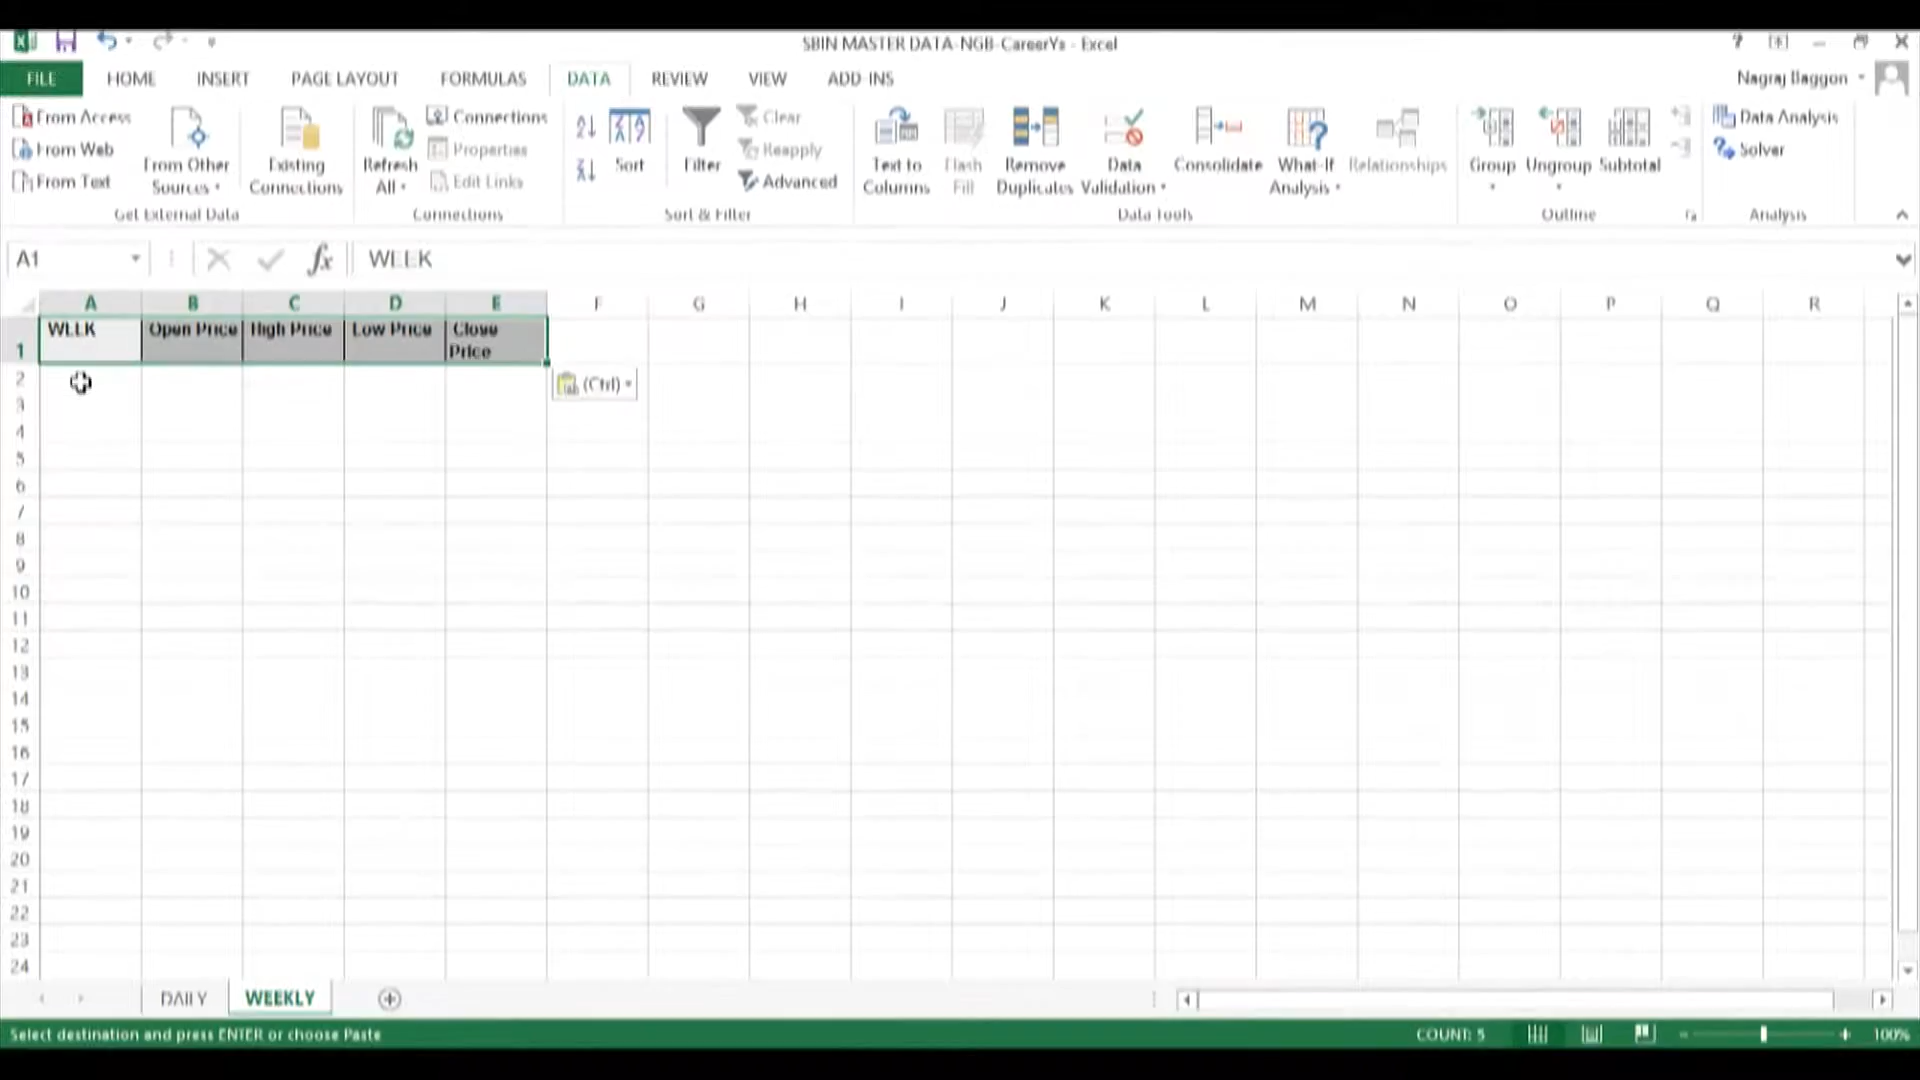 SBIN MASTER DATA-NGB-CareerYs - Excel
FILE HOME INSERT PAGE LAYOUT FORMULAS DATA REVIEW VIEW ADD-INS Nagraj Baggon
From Access
From Web
From Text
From Other Sources
Existing Connections
Get External Data
Refresh All
Connections
Properties
Edit Links
Connections
Sort
Filter
Clear
Reapply
Advanced
Sort & Filter
Text to Columns
Flash Fill
Remove Duplicates
Data Validation
Consolidate
What-If Analysis
Relationships
Data Tools
Group
Ungroup
Subtotal
Outline
Data Analysis
Solver
Analysis
A1 fx WEEK
A B C D E F G H I J K L M N O P Q R
1 WEEK Open Price High Price Low Price Close Price
2 (Ctrl)
3
4
5
6
7
8
9
10
11
12
13
14
15
16
17
18
19
20
21
22
23
24
DAILY WEEKLY
Select destination and press ENTER or choose Paste COUNT: 5 100%